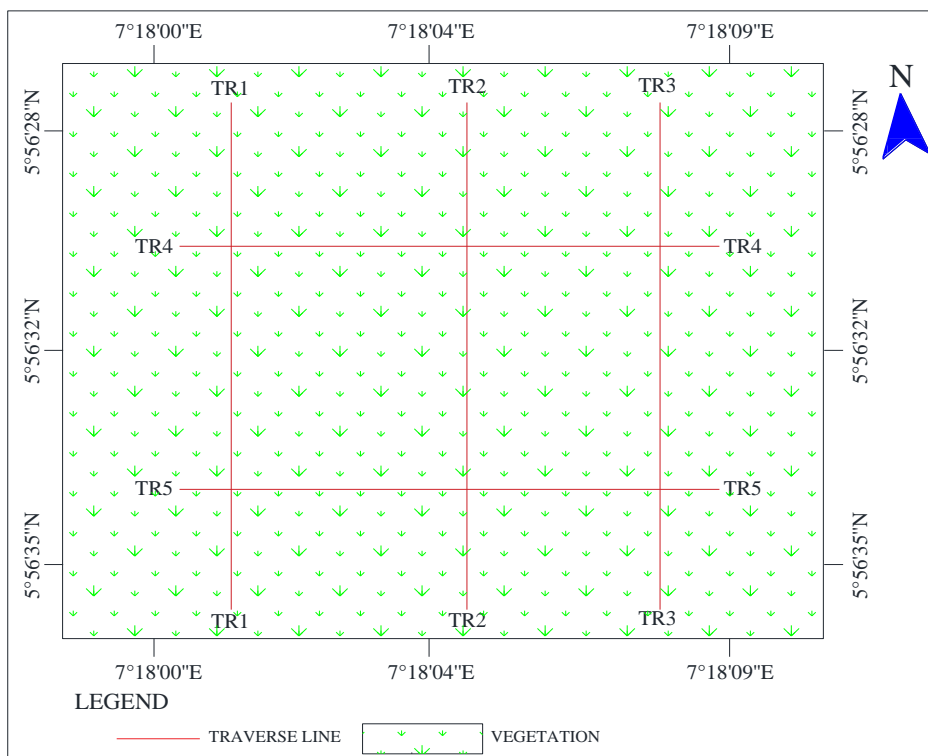 7°18'00"E 7°18'04"E 7°18'09"E
N
TR1 TR2 TR3
5°56'28"N 5°56'28"N
TR4 TR4
5°56'32"N 5°56'32"N
TR5 TR5
5°56'35"N 5°56'35"N
TR1 TR2 TR3
7°18'00"E 7°18'04"E 7°18'09"E
LEGEND
TRAVERSE LINE VEGETATION